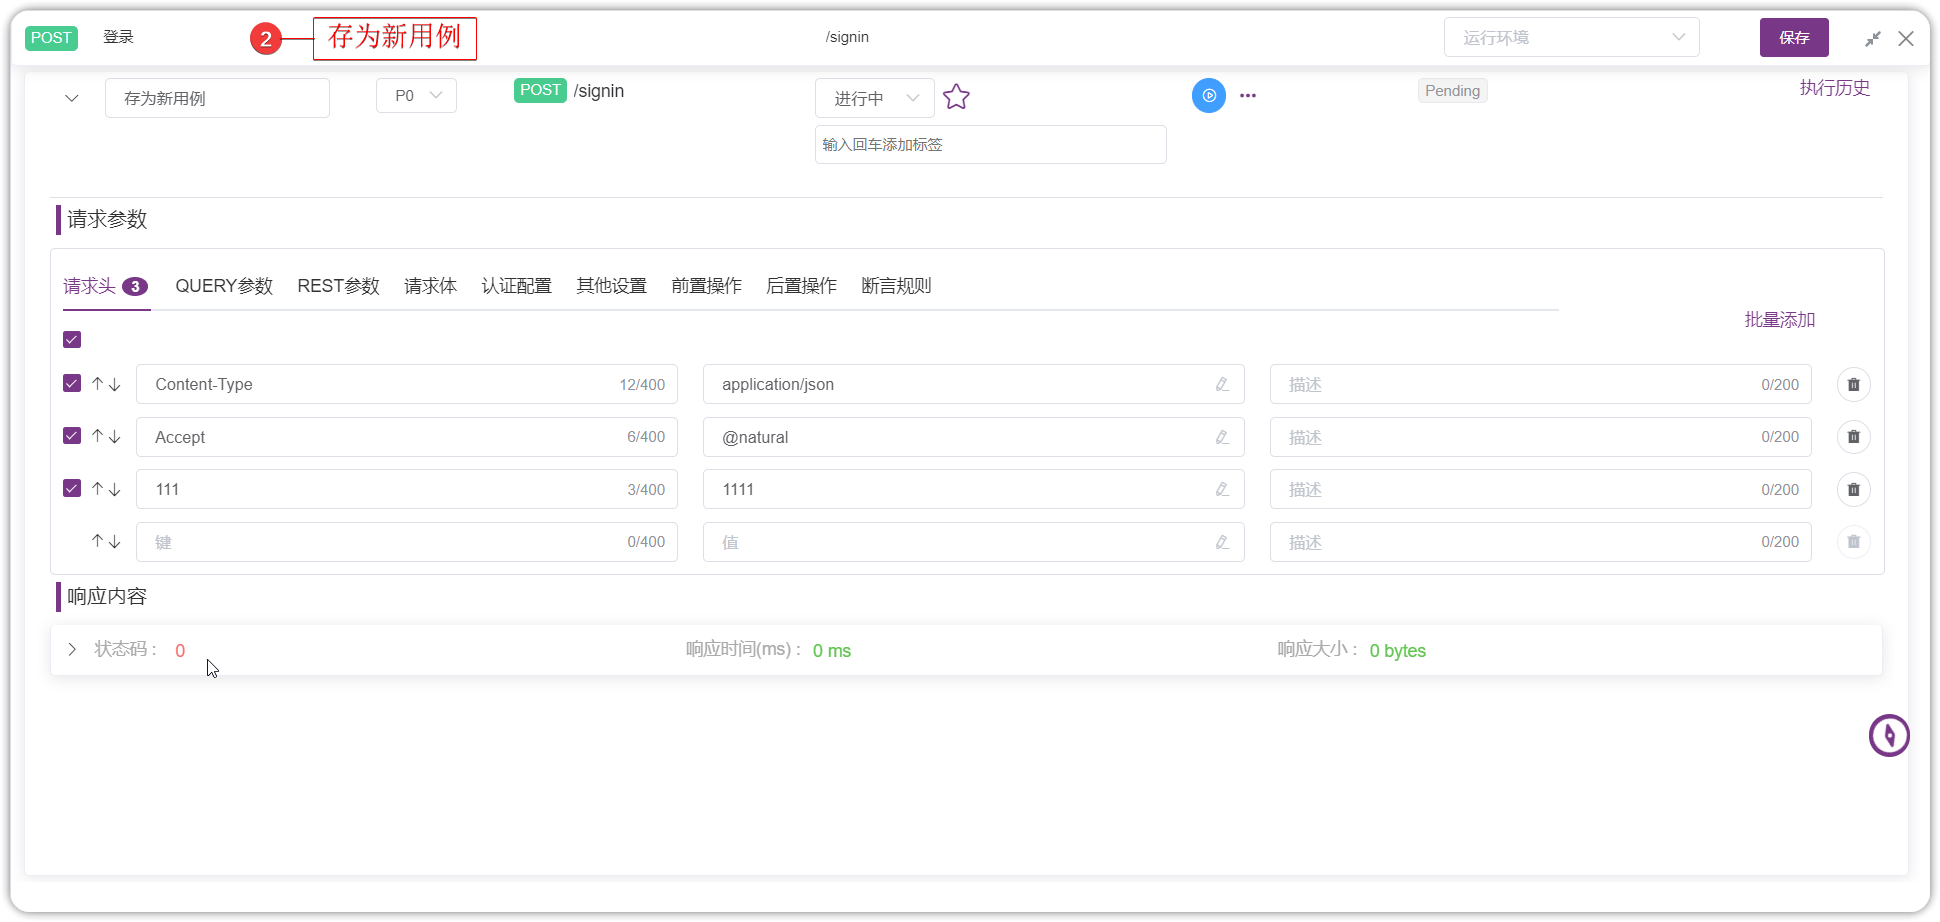 POST 登录 2 存为新用例 /signin 运行环境 保存
存为新用例 P0 POST /signin 进行中 Pending 执行历史
输入回车添加标签
请求参数
请求头 3 QUERY参数 REST参数 请求体 认证配置 其他设置 前置操作 后置操作 断言规则
批量添加
Content-Type 12/400 application/json 描述 0/200
Accept 6/400 @natural 描述 0/200
111 3/400 1111 描述 0/200
键 0/400 值 描述 0/200
响应内容
状态码： 0 响应时间(ms)： 0 ms 响应大小： 0 bytes